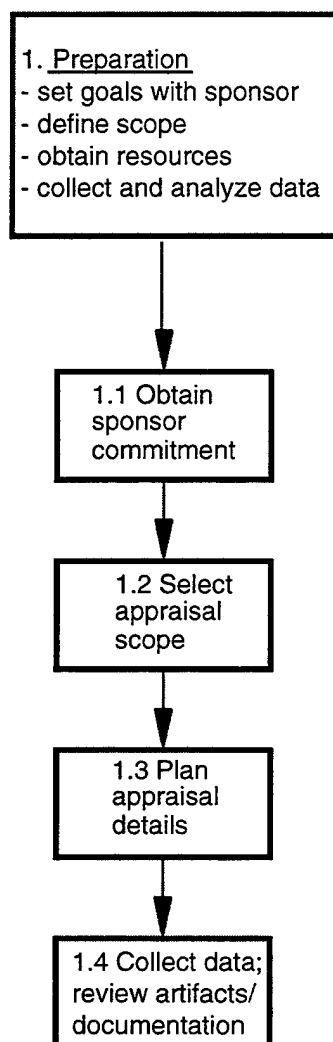 1. Preparation
- set goals with sponsor
- define scope
- obtain resources
- collect and analyze data
1.1 Obtain
sponsor
commitment
1.2 Select
appraisal
scope
1.3 Plan
appraisal
details
1.4 Collect data;
review artifacts/
documentation